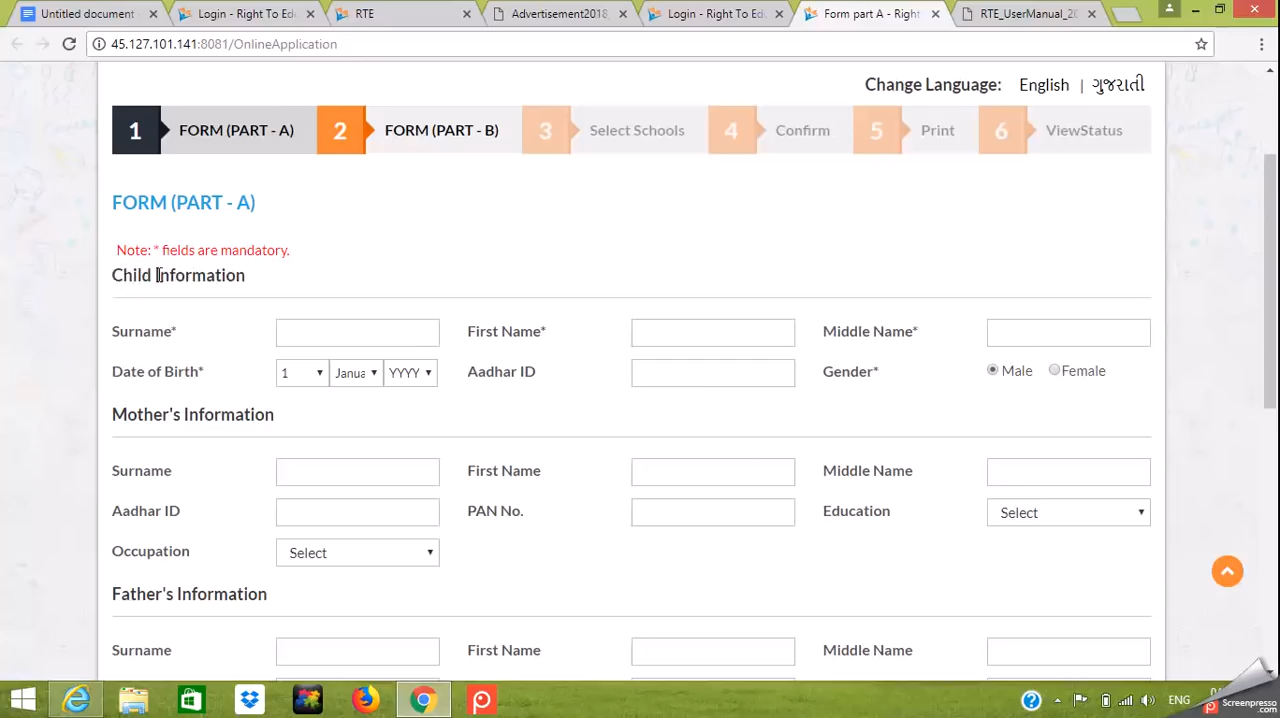 Untitled document Login - Right To Ed RTE Advertisement2018 Login - Right To Ed Form part A - Right RTE_UserManual_20
45.127.101.141:8081/OnlineApplication
Change Language: English | ગુજરાતી
1 FORM (PART - A) 2 FORM (PART - B) 3 Select Schools 4 Confirm 5 Print 6 ViewStatus
FORM (PART - A)
Note: * fields are mandatory.
Child Information
Surname* First Name* Middle Name*
Date of Birth* 1 Janua YYYY Aadhar ID Gender* Male Female
Mother's Information
Surname First Name Middle Name
Aadhar ID PAN No. Education Select
Occupation Select
Father's Information
Surname First Name Middle Name
ENG
Screenpresso
.com